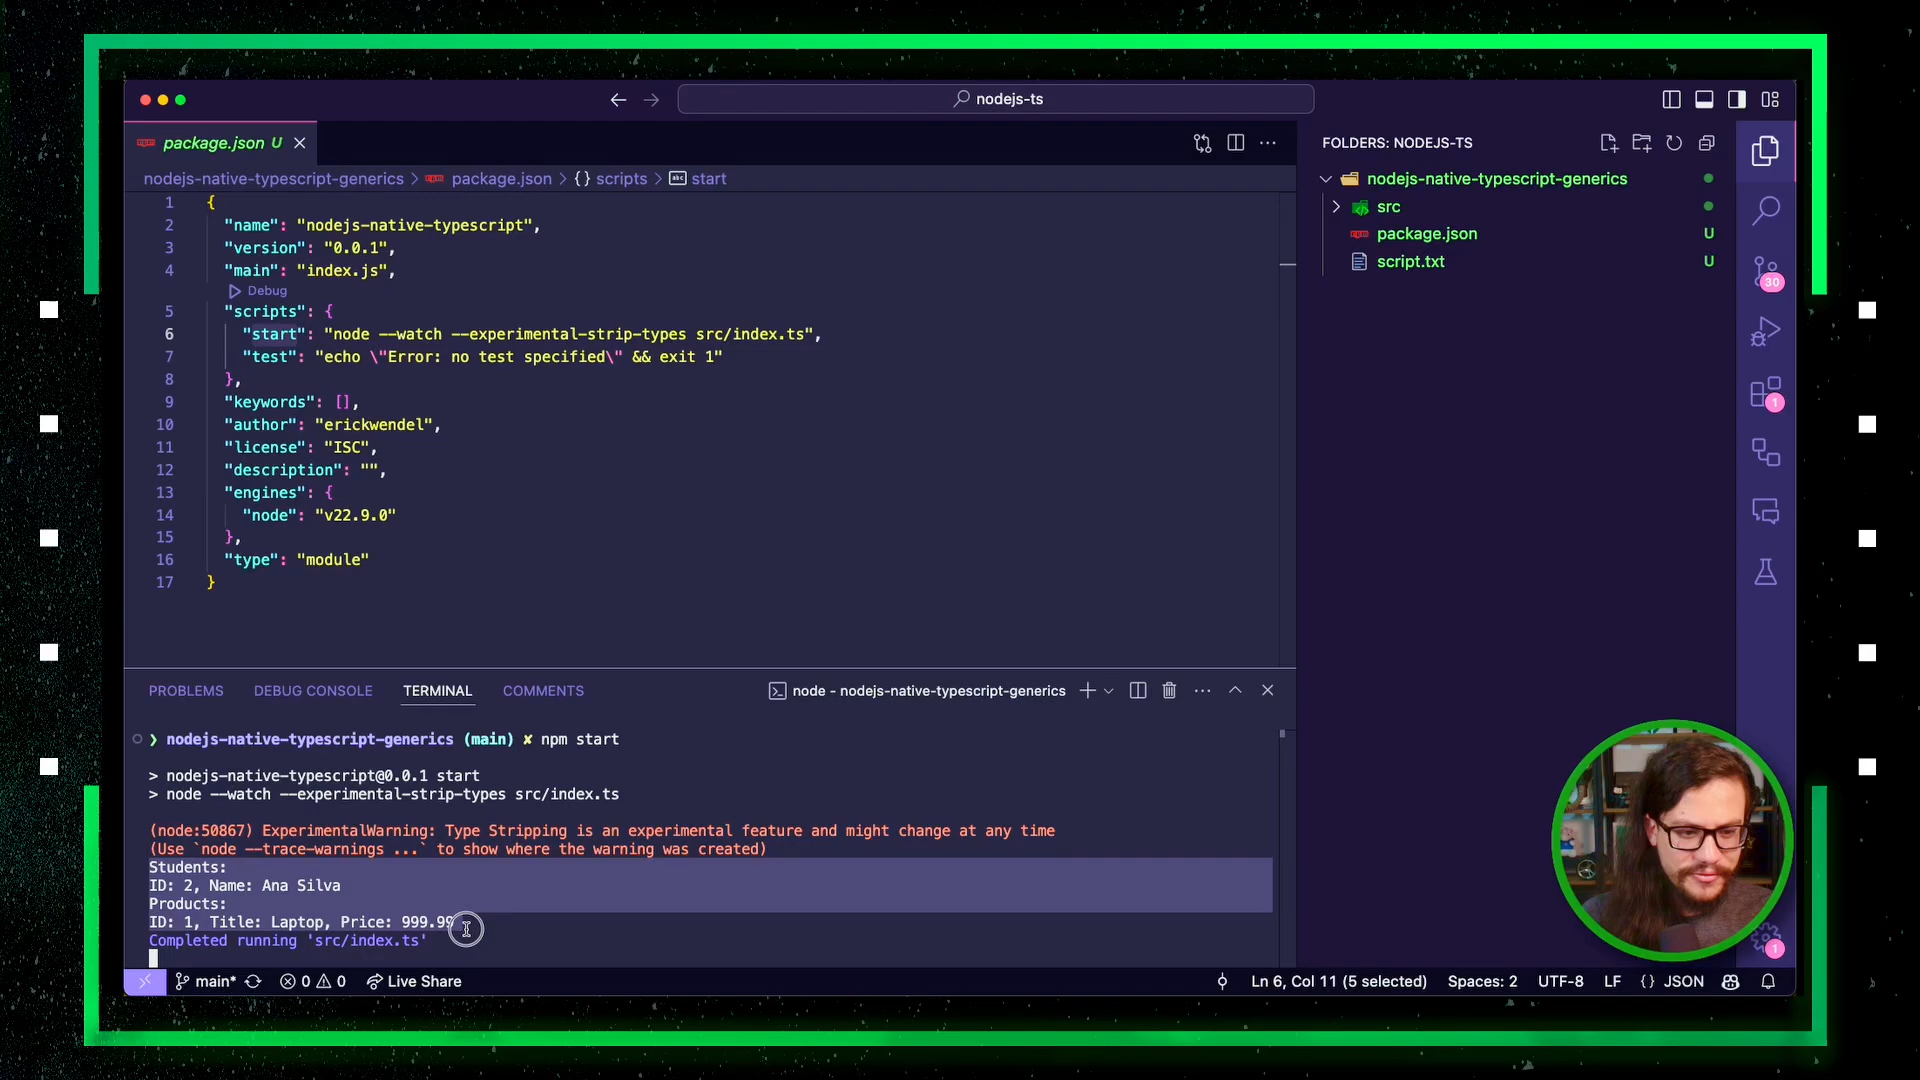 nodejs-ts
package.json U
nodejs-native-typescript-generics > package.json > {} scripts > start
1 {
2 "name": "nodejs-native-typescript",
3 "version": "0.0.1",
4 "main": "index.js",
Debug
5 "scripts": {
6 "start": "node --watch --experimental-strip-types src/index.ts",
7 "test": "echo \"Error: no test specified\" && exit 1"
8 },
9 "keywords": [],
10 "author": "erickwendel",
11 "license": "ISC",
12 "description": "",
13 "engines": {
14 "node": "v22.9.0"
15 },
16 "type": "module"
17 }
FOLDERS: NODEJS-TS
nodejs-native-typescript-generics
src
package.json U
script.txt U
30
1
1
PROBLEMS DEBUG CONSOLE TERMINAL COMMENTS
node - nodejs-native-typescript-generics
❯ nodejs-native-typescript-generics (main) ✘ npm start
> nodejs-native-typescript@0.0.1 start
> node --watch --experimental-strip-types src/index.ts
(node:50867) ExperimentalWarning: Type Stripping is an experimental feature and might change at any time
(Use `node --trace-warnings ...` to show where the warning was created)
Students:
ID: 2, Name: Ana Silva
Products:
ID: 1, Title: Laptop, Price: 999.99
Completed running 'src/index.ts'
main* 0 0 Live Share
Ln 6, Col 11 (5 selected) Spaces: 2 UTF-8 LF {} JSON